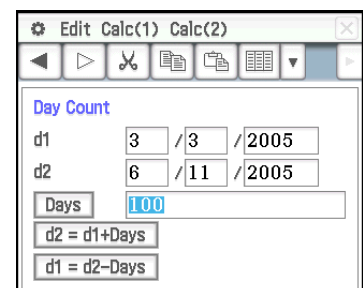 Edit Calc(1) Calc(2)
Day Count
d1 3 / 3 / 2005
d2 6 / 11 / 2005
Days 100
d2 = d1+Days
d1 = d2-Days